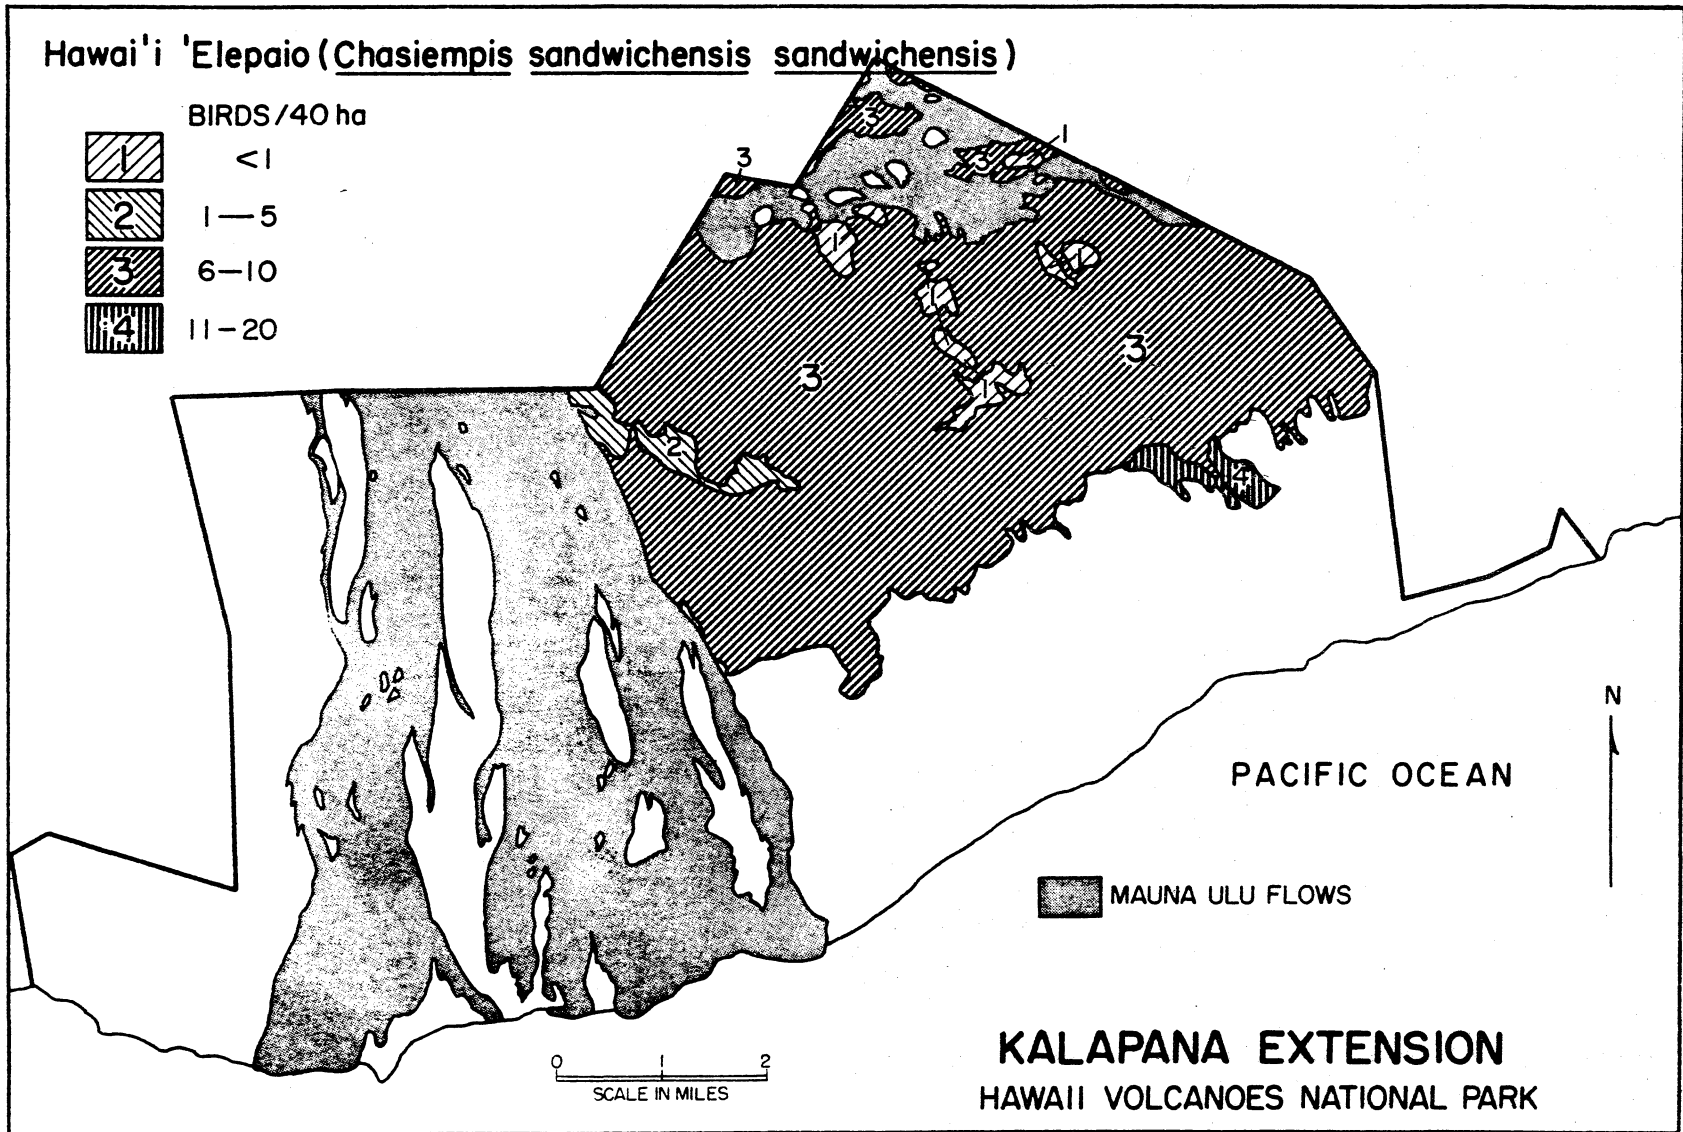 Hawai'i 'Elepaio (Chasiempis sandwichensis sandwichensis)
BIRDS/40 ha
1 <1
2 1—5
3 6—10
4 11-20
3
3
3
1
1
1
1
3
3
1
2
4
N
PACIFIC OCEAN
MAUNA ULU FLOWS
0 1 2
SCALE IN MILES
KALAPANA EXTENSION
HAWAII VOLCANOES NATIONAL PARK